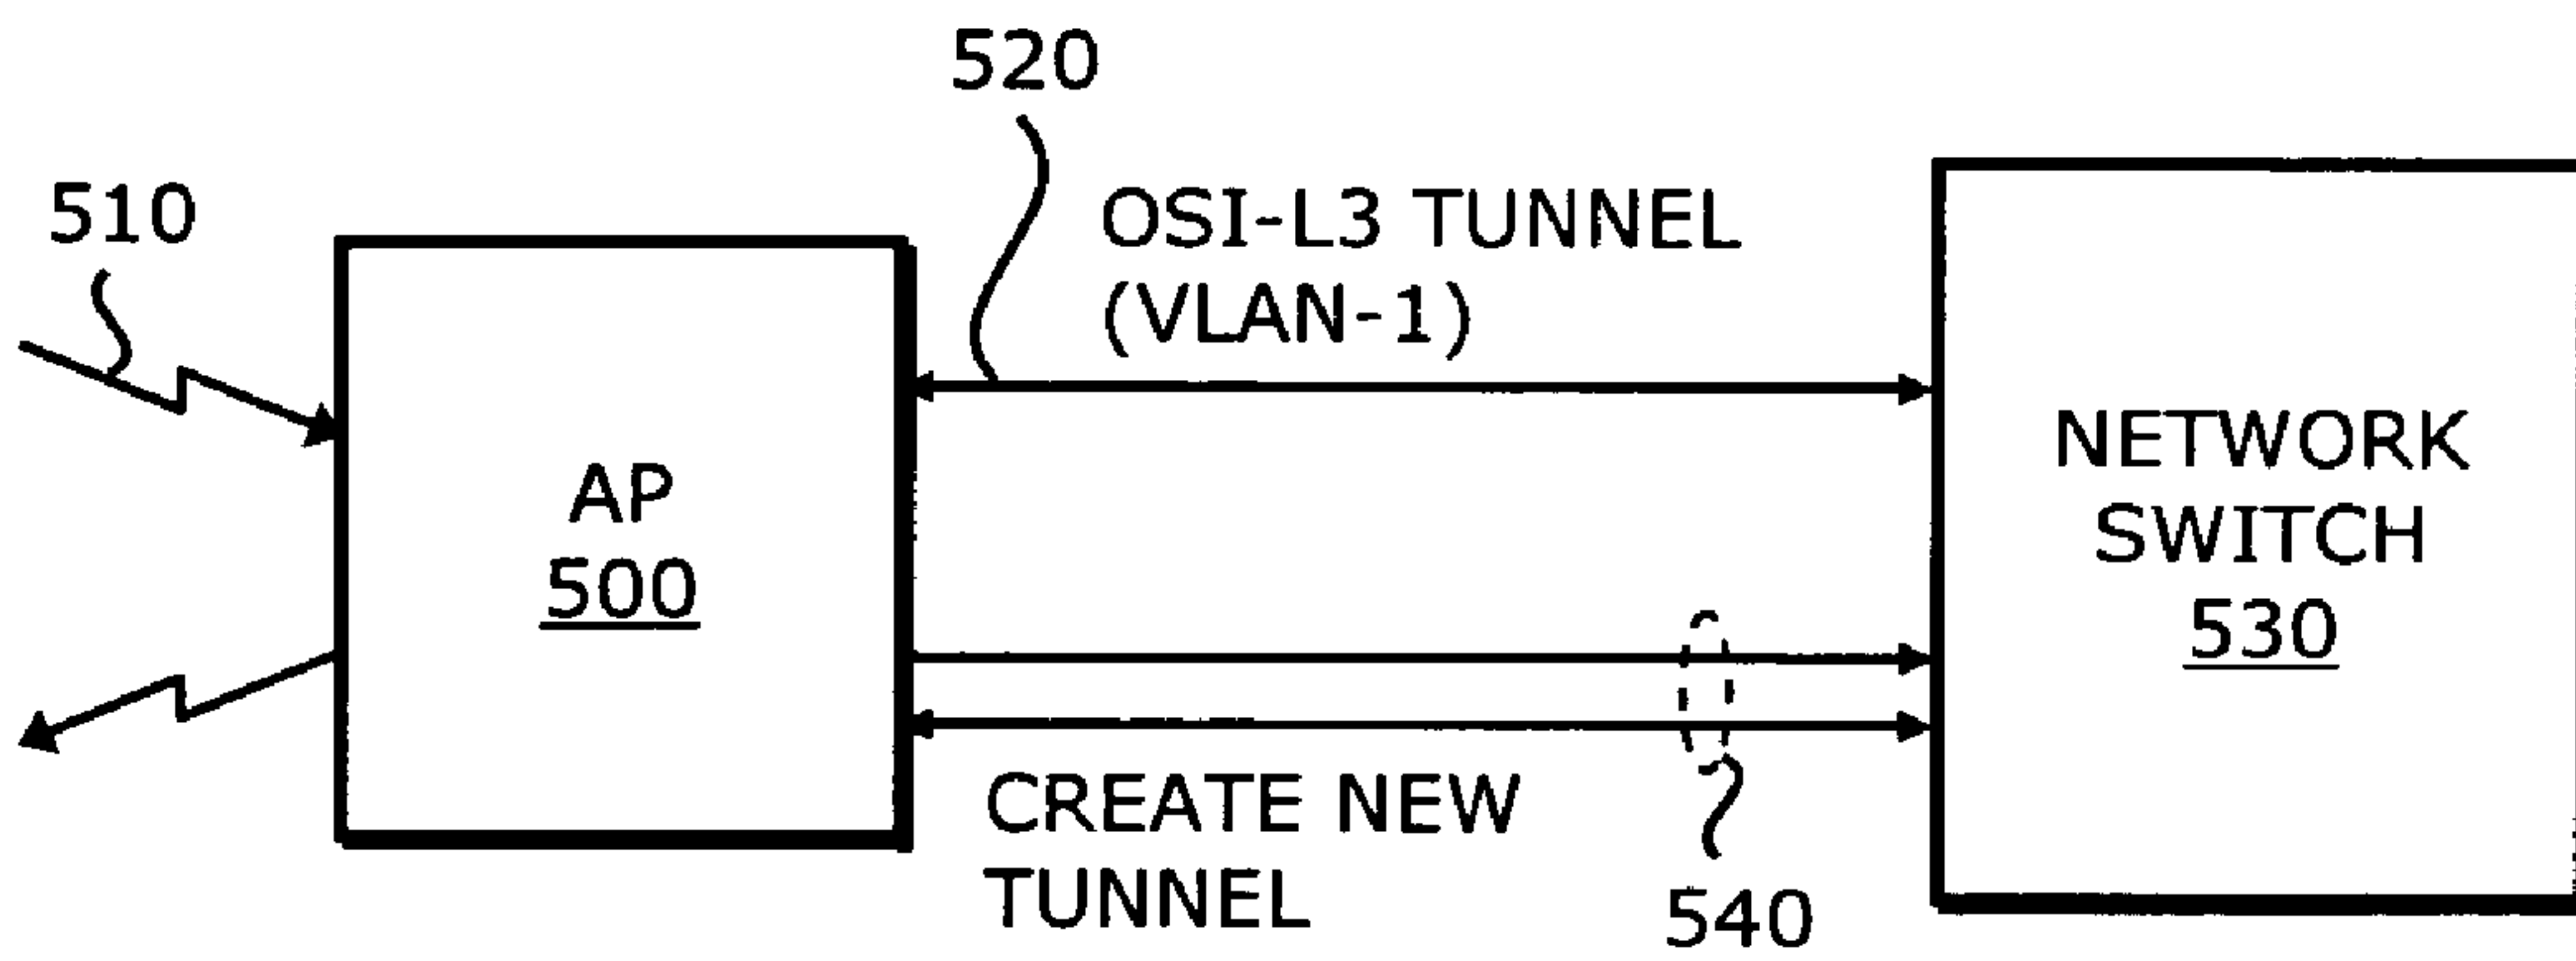 520
510
OSI-L3 TUNNEL
(VLAN-1)
AP
500
NETWORK
SWITCH
530
CREATE NEW
TUNNEL
540